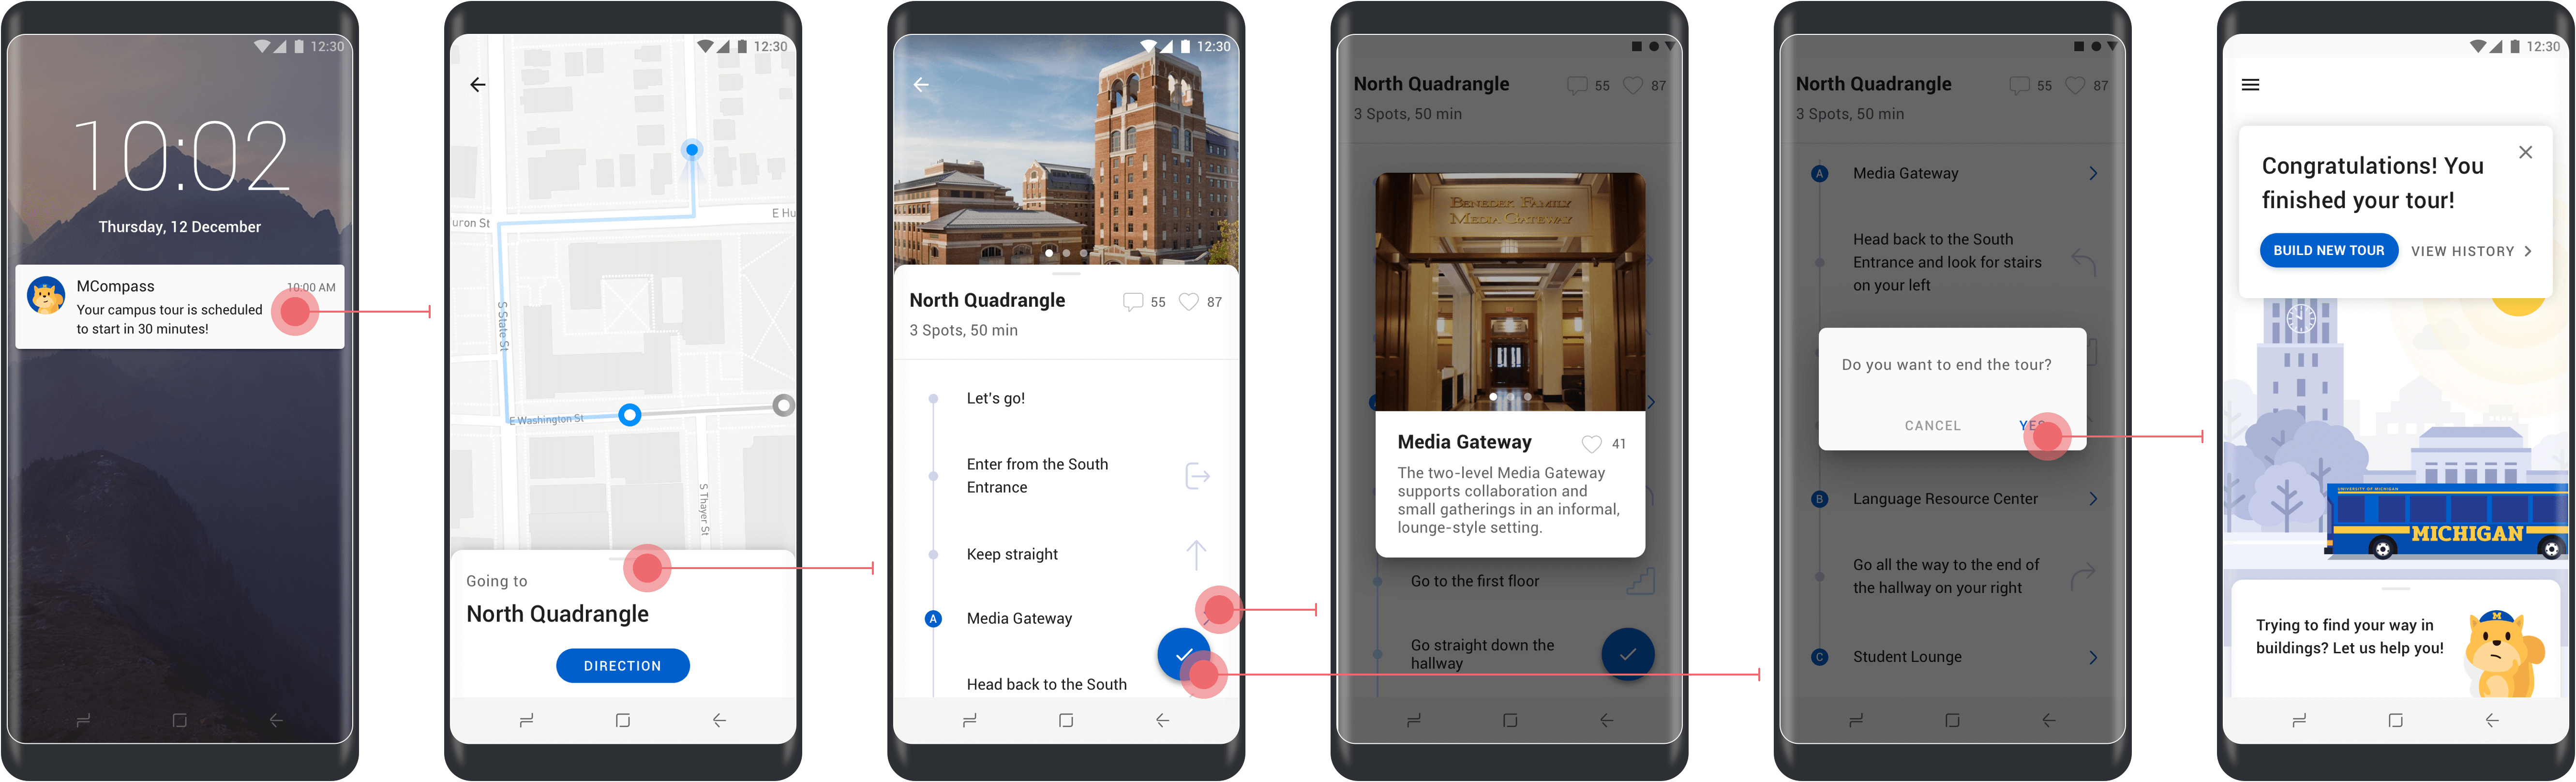 12:30
10:02
Thursday, 12 December
MCompass
10:00 AM
Your campus tour is scheduled
to start in 30 minutes!
12:30
E Hu
uron St
S State St
E Washington St
S Thayer St
Going to
North Quadrangle
DIRECTION
12:30
North Quadrangle
55
87
3 Spots, 50 min
Let's go!
Enter from the South
Entrance
Keep straight
A
Media Gateway
Head back to the South
North Quadrangle
55
87
3 Spots, 50 min
BENEDEK FAMILY
MEDIA GATEWAY
Media Gateway
41
The two-level Media Gateway
supports collaboration and
small gatherings in an informal,
lounge-style setting.
Go to the first floor
Go straight down the
hallway
North Quadrangle
55
87
3 Spots, 50 min
A
Media Gateway
Head back to the South
Entrance and look for stairs
on your left
Do you want to end the tour?
CANCEL
YES
B
Language Resource Center
Go all the way to the end of
the hallway on your right
C
Student Lounge
12:30
Congratulations! You
finished your tour!
BUILD NEW TOUR
VIEW HISTORY
UNIVERSITY OF MICHIGAN
MICHIGAN
M
Trying to find your way in
buildings? Let us help you!